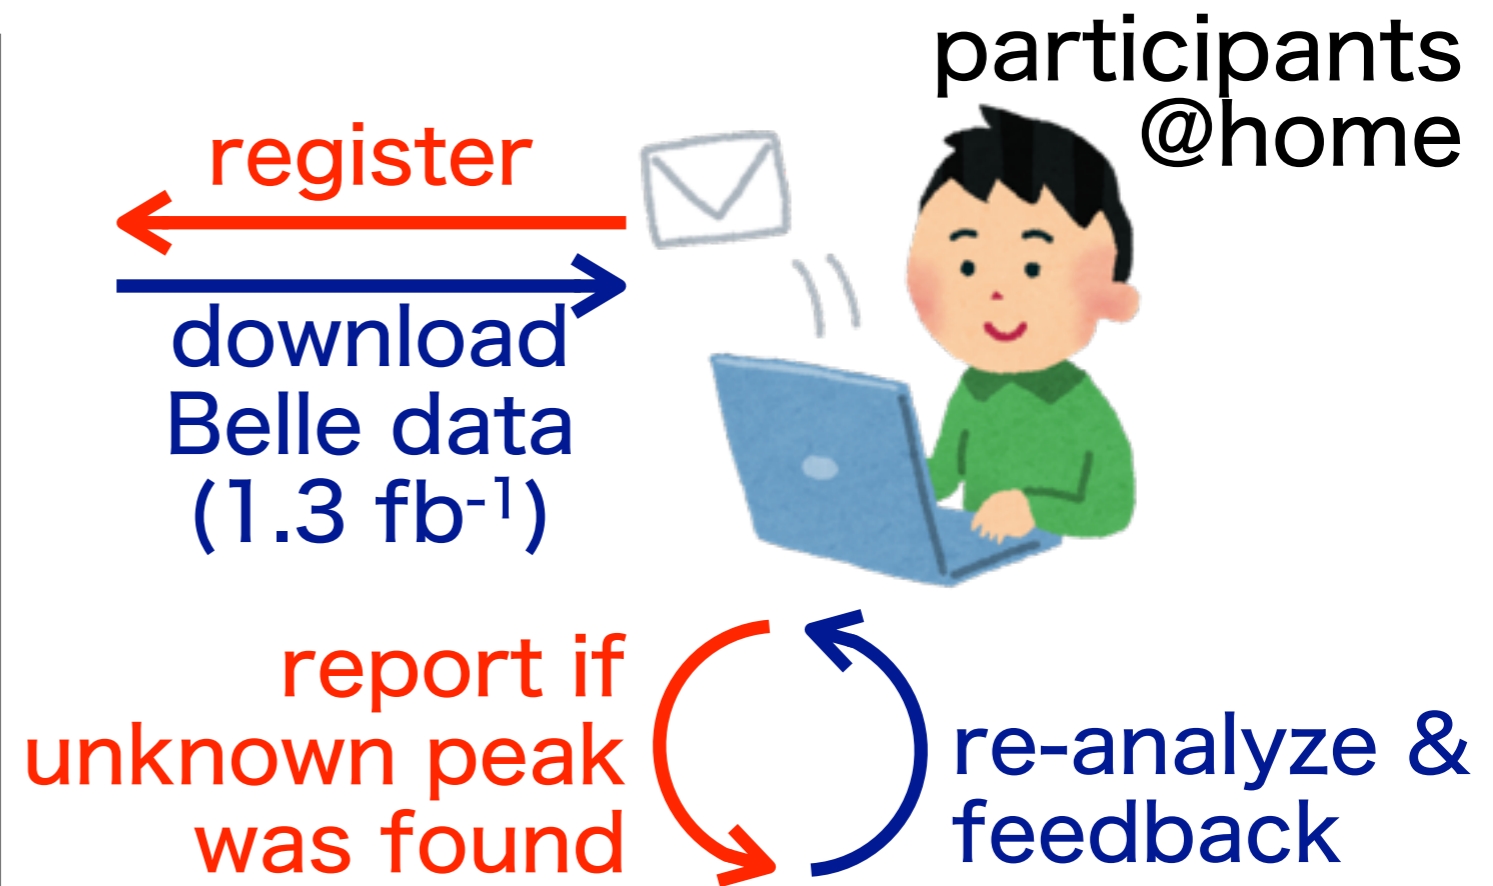 participants
@home
register
download
Belle data
(1.3 fb⁻¹)
report if
unknown peak
was found
re-analyze &
feedback